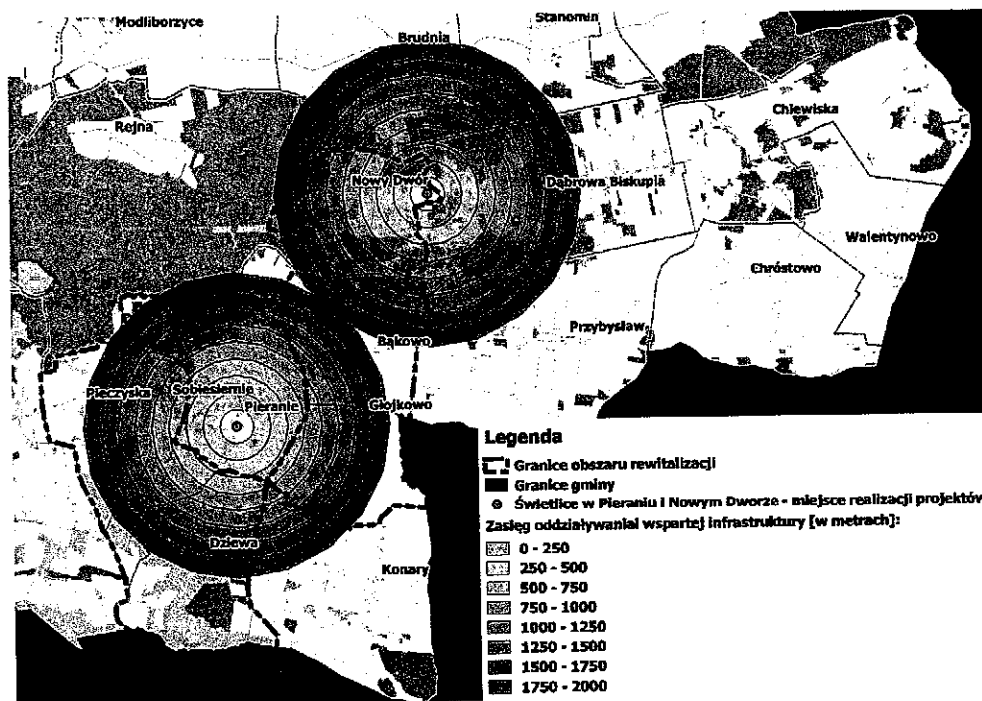 Modliborzyce
Stanomin
Brudnia
Chlewiska
Rejna
Nowy Dwór
Dąbrowa Biskupia
Walentynowo
Chróstowo
Przybysław
Bąkowo
Pieczyska
Sobiesiernie
Pieranie
Głojkowo
Dziewa
Konary
Legenda
Granice obszaru rewitalizacji
Granice gminy
Świetlice w Pieraniu i Nowym Dworze - miejsce realizacji projektów
Zasięg oddziaływaniai wspartej infrastruktury [w metrach]:
0 - 250
250 - 500
500 - 750
750 - 1000
1000 - 1250
1250 - 1500
1500 - 1750
1750 - 2000